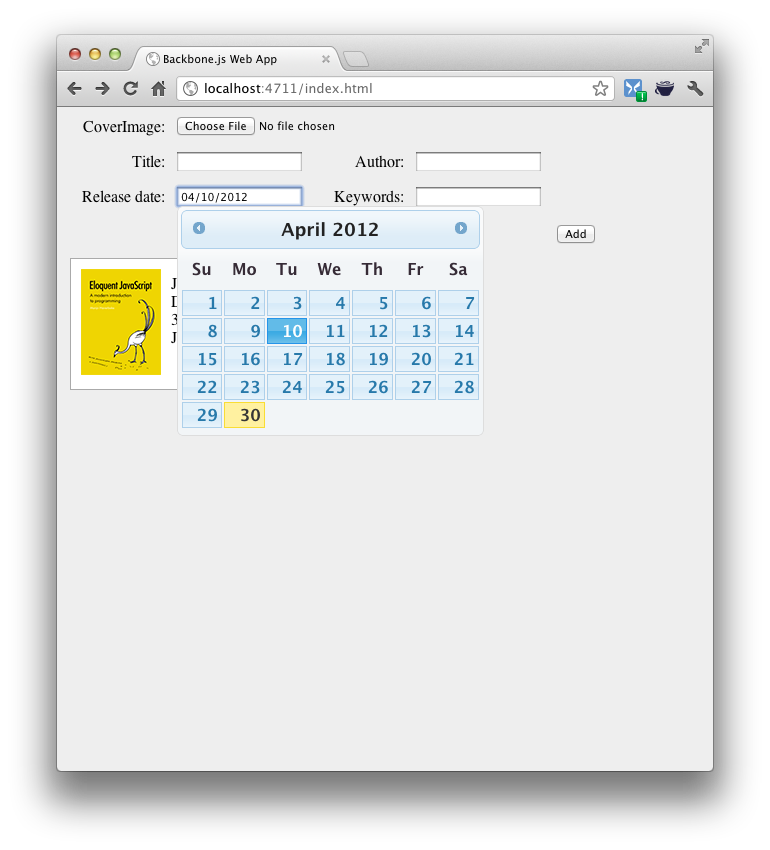 Backbone.js Web App
localhost:4711/index.html
CoverImage: Choose File No file chosen
Title: Author:
Release date: 04/10/2012 Keywords:
Add
April 2012
Su Mo Tu We Th Fr Sa
1 2 3 4 5 6 7
8 9 10 11 12 13 14
15 16 17 18 19 20 21
22 23 24 25 26 27 28
29 30
Eloquent JavaScript
A modern introduction
to programming
J
D
3
J